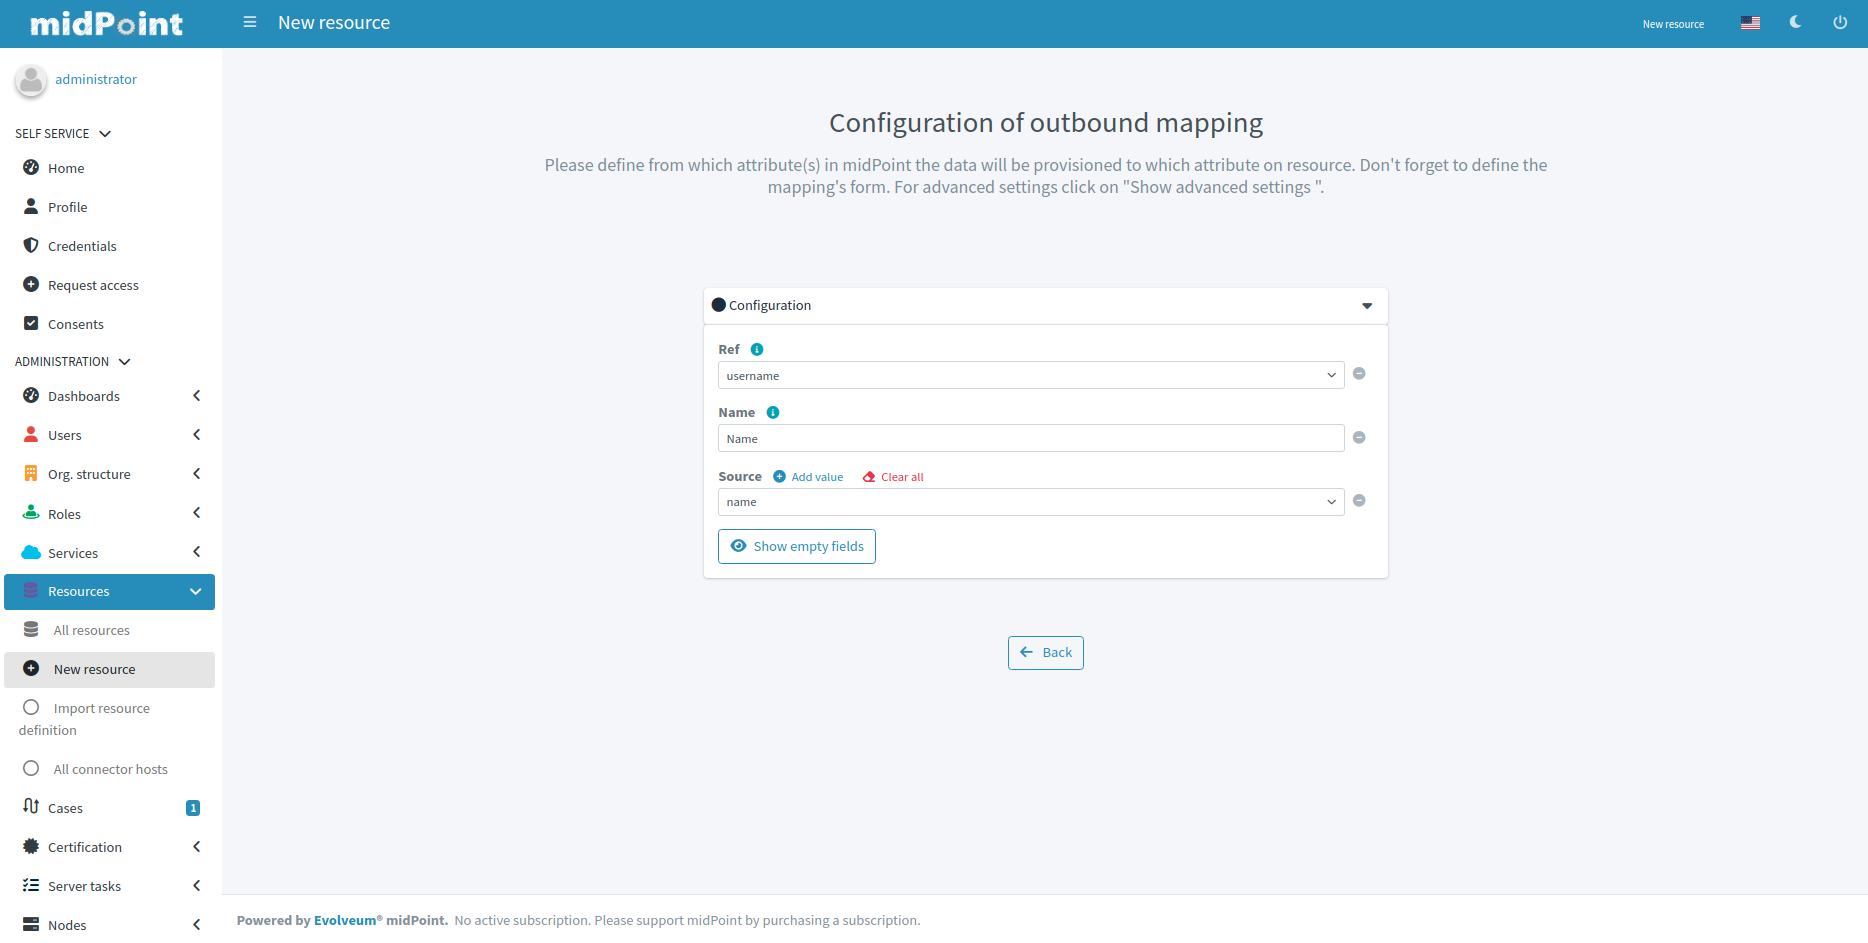 midPoint
New resource
New resource
administrator
SELF SERVICE
Home
Profile
Credentials
Request access
Consents
ADMINISTRATION
Dashboards
Users
Org. structure
Roles
Services
Resources
All resources
New resource
Import resource
definition
All connector hosts
Cases
1
Certification
Server tasks
Nodes
Configuration of outbound mapping
Please define from which attribute(s) in midPoint the data will be provisioned to which attribute on resource. Don't forget to define the
mapping's form. For advanced settings click on "Show advanced settings ".
Configuration
Ref
username
Name
Name
Source Add value Clear all
name
Show empty fields
Back
Powered by Evolveum® midPoint. No active subscription. Please support midPoint by purchasing a subscription.